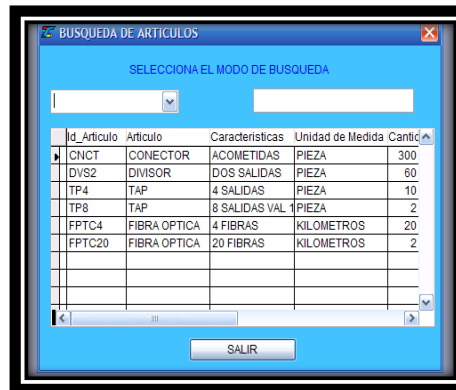 BUSQUEDA DE ARTICULOS
SELECCIONA EL MODO DE BUSQUEDA
Id_Articulo Articulo Caracteristicas Unidad de Medida Cantic
CNCT CONECTOR ACOMETIDAS PIEZA 300
DVS2 DIVISOR DOS SALIDAS PIEZA 60
TP4 TAP 4 SALIDAS PIEZA 10
TP8 TAP 8 SALIDAS VAL 1 PIEZA 2
FPTC4 FIBRA OPTICA 4 FIBRAS KILOMETROS 20
FPTC20 FIBRA OPTICA 20 FIBRAS KILOMETROS 2
SALIR